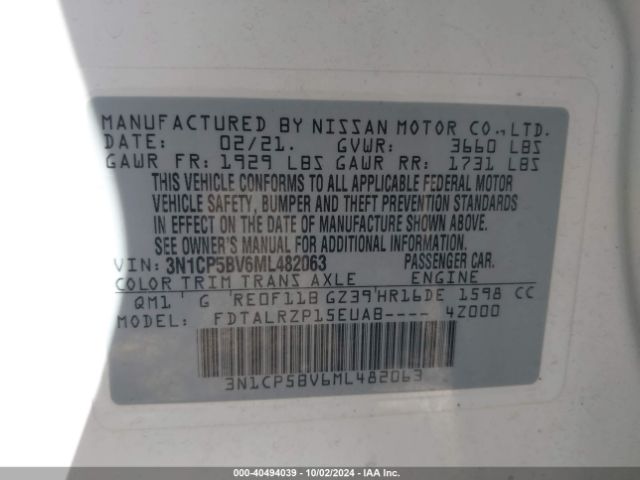 MANUFACTURED BY NISSAN MOTOR CO., LTD.
DATE: 02/21. GVWR: 3660 LBS
GAWR FR: 1929 LBS GAWR RR: 1731 LBS
THIS VEHICLE CONFORMS TO ALL APPLICABLE FEDERAL MOTOR
VEHICLE SAFETY, BUMPER AND THEFT PREVENTION STANDARDS
IN EFFECT ON THE DATE OF MANUFACTURE SHOWN ABOVE.
SEE OWNER'S MANUAL FOR ADDITIONAL INFORMATION.
VIN: 3N1CP5BV6ML482063 PASSENGER CAR.
COLOR TRIM TRANS AXLE ENGINE
QM1 G RE0F11B GZ39 HR16DE 1598 CC
MODEL: FDTALRZP15EUAB---- 4Z000
3N1CP5BV6ML482063
000-40494039 - 10/02/2024 - IAA Inc.